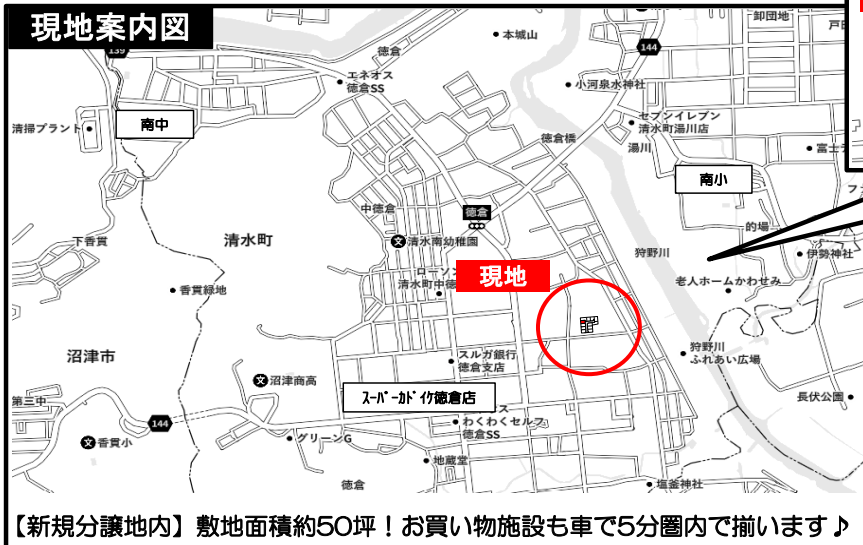 現地案内図
139
徳倉
本城山
144
卸団地
戸田
エネオス
徳倉SS
小河泉水神社
清掃プラント
南中
セブンイレブン
清水町湯川店
徳倉橋
湯川
富士
南小
ファ
中徳倉
徳倉
清水町
文 清水南幼稚園
的場
下香貫
狩野川
伊勢神社
ローソン
清水町中徳
現地
老人ホームかわせみ
香貫緑地
沼津市
スルガ銀行
徳倉支店
狩野川
ふれあい広場
文 沼津商高
スーパーカドイケ徳倉店
長伏公園
第三中
144
わくわくセルフ
徳倉SS
文 香貫小
グリーンG
地蔵堂
徳倉
塩釜神社
【新規分譲地内】敷地面積約50坪！お買い物施設も車で5分圏内で揃います♪